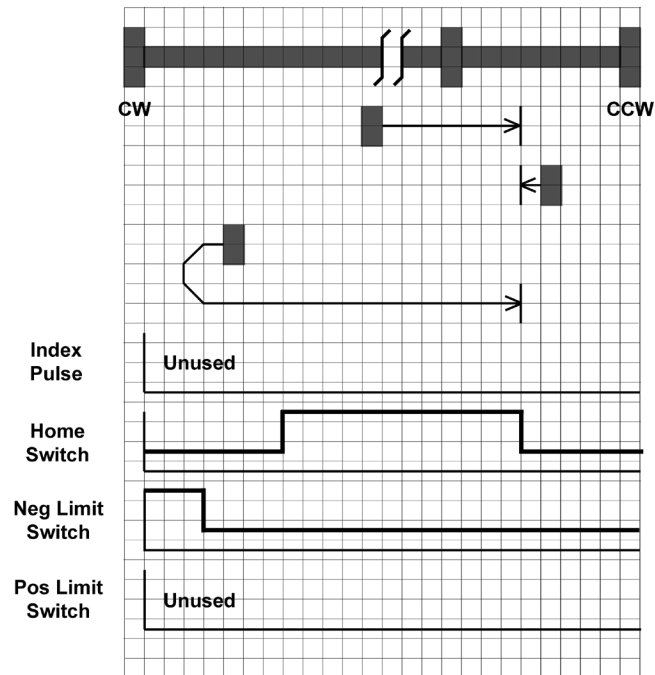 CW
CCW
Index
Pulse
Unused
Home
Switch
Neg Limit
Switch
Pos Limit
Switch
Unused